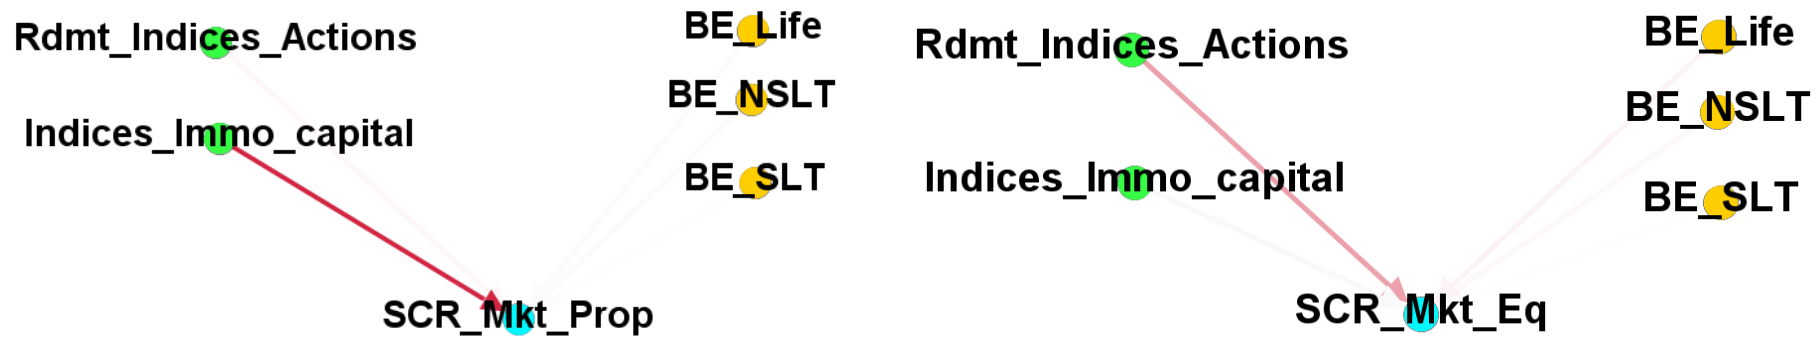 Rdmt_Indices_Actions
Indices_Immo_capital
BE_Life
BE_NSLT
BE_SLT
SCR_Mkt_Prop
Rdmt_Indices_Actions
Indices_Immo_capital
BE_Life
BE_NSLT
BE_SLT
SCR_Mkt_Eq